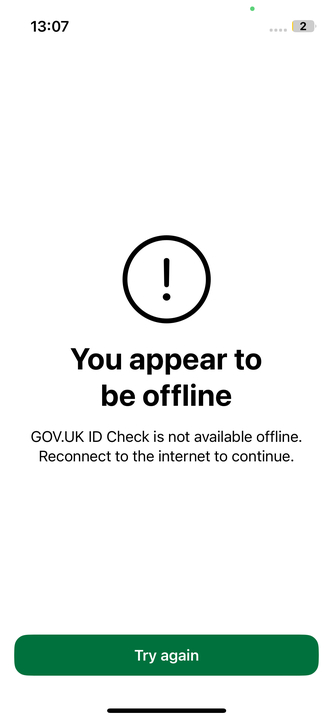 13:07
2
You appear to
be offline
GOV.UK ID Check is not available offline.
Reconnect to the internet to continue.
Try again